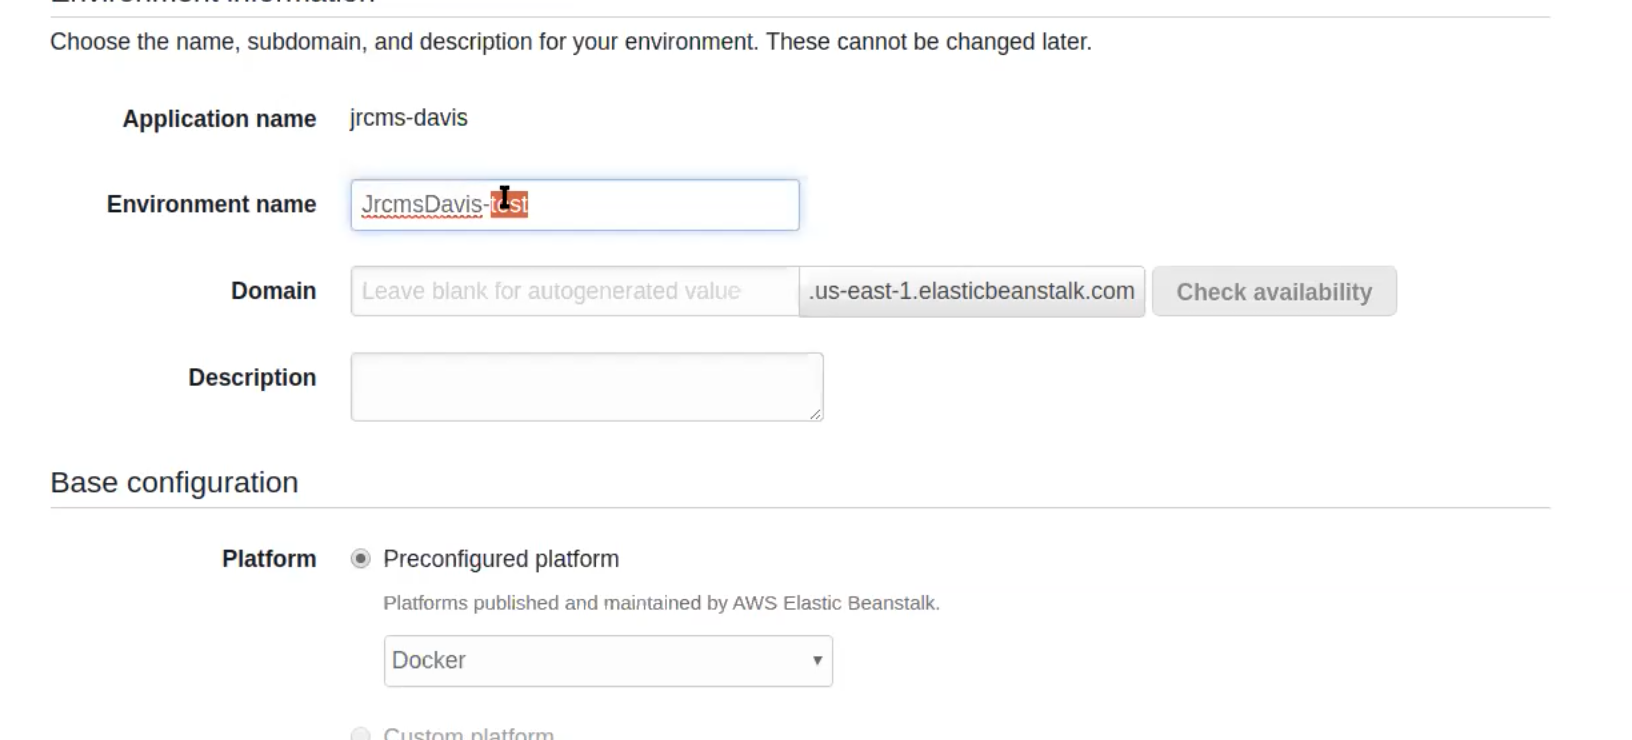 Environment information
Choose the name, subdomain, and description for your environment. These cannot be changed later.
Application name jrcms-davis
Environment name JrcmsDavis-test
Domain Leave blank for autogenerated value .us-east-1.elasticbeanstalk.com Check availability
Description
Base configuration
Platform Preconfigured platform
Platforms published and maintained by AWS Elastic Beanstalk.
Docker
Custom platform